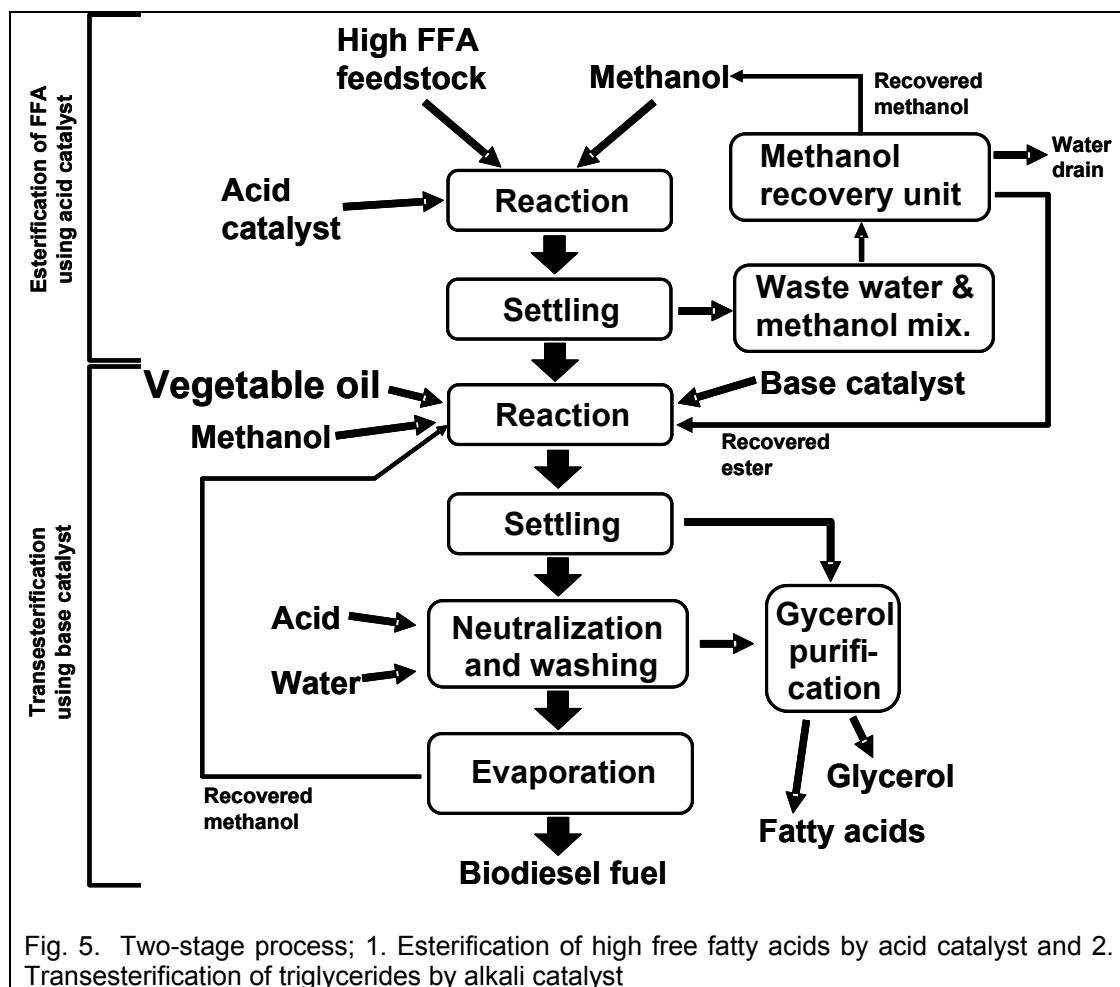 Esterification of FFA
using acid catalyst
High FFA
feedstock
Methanol
Recovered
methanol
Methanol
recovery unit
Water
drain
Acid
catalyst
Reaction
Settling
Waste water &
methanol mix.
Transesterification
using base catalyst
Vegetable oil
Methanol
Reaction
Base catalyst
Recovered
ester
Settling
Acid
Water
Neutralization
and washing
Gycerol
purifi-
cation
Evaporation
Recovered
methanol
Glycerol
Fatty acids
Biodiesel fuel
Fig. 5. Two-stage process; 1. Esterification of high free fatty acids by acid catalyst and 2.
Transesterification of triglycerides by alkali catalyst